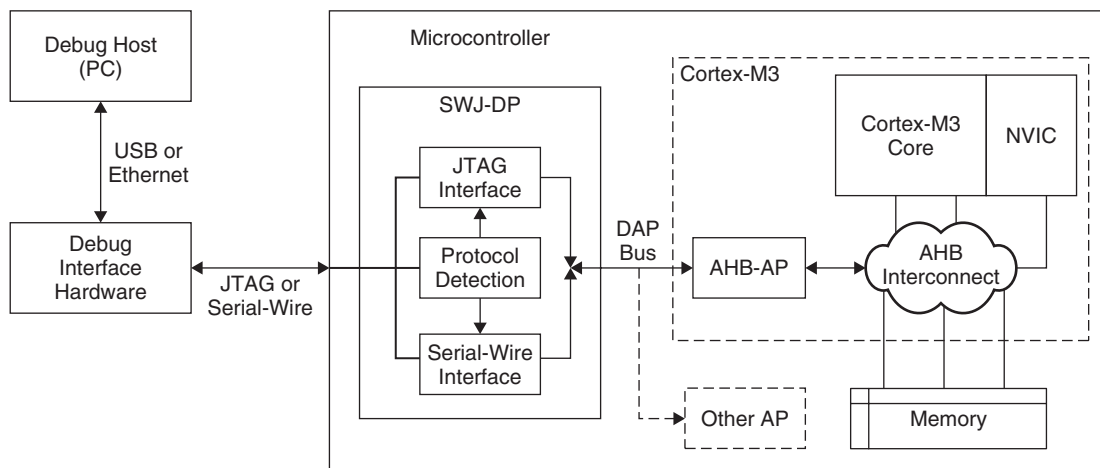 Debug Host
(PC)
USB or
Ethernet
Debug
Interface
Hardware
JTAG or
Serial-Wire
Microcontroller
SWJ-DP
JTAG
Interface
Protocol
Detection
Serial-Wire
Interface
DAP
Bus
Cortex-M3
Cortex-M3
Core
NVIC
AHB-AP
AHB
Interconnect
Other AP
Memory